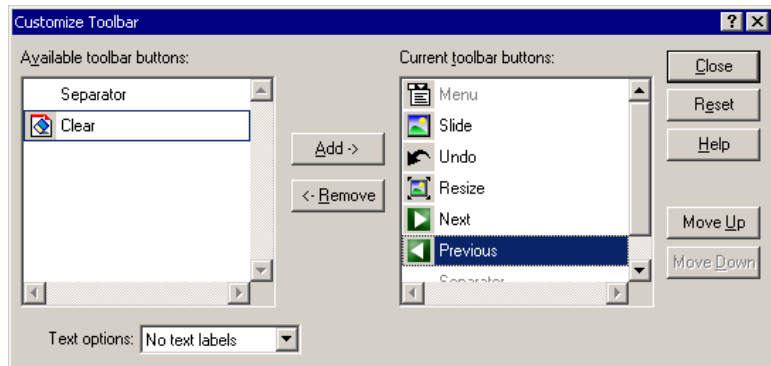 Customize Toolbar
Available toolbar buttons:
Separator
Clear
Add ->
<- Remove
Current toolbar buttons:
Menu
Slide
Undo
Resize
Next
Previous
Separator
Close
Reset
Help
Move Up
Move Down
Text options: No text labels